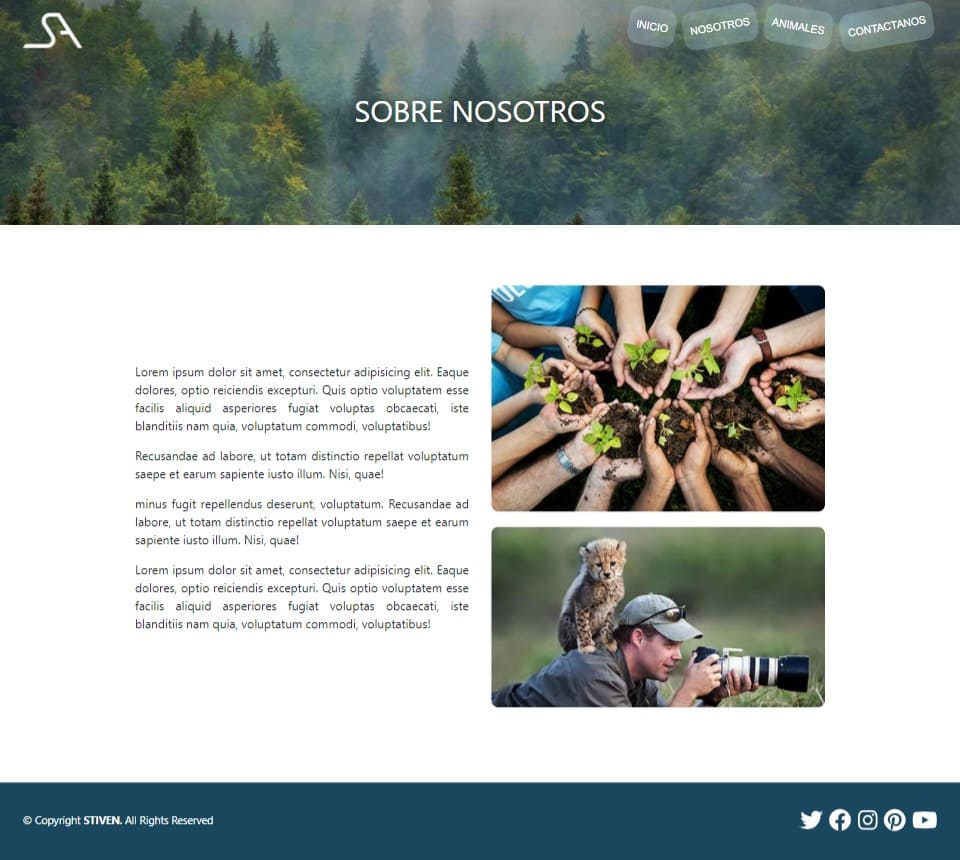 SA
INICIO
NOSOTROS
ANIMALES
CONTACTANOS
SOBRE NOSOTROS
Lorem ipsum dolor sit amet, consectetur adipisicing elit. Eaque
dolores, optio reiciendis excepturi. Quis optio voluptatem esse
facilis aliquid asperiores fugiat voluptas obcaecati, iste
blanditiis nam quia, voluptatum commodi, voluptatibus!
Recusandae ad labore, ut totam distinctio repellat voluptatum
saepe et earum sapiente iusto illum. Nisi, quae!
minus fugit repellendus deserunt, voluptatum. Recusandae ad
labore, ut totam distinctio repellat voluptatum saepe et earum
sapiente iusto illum. Nisi, quae!
Lorem ipsum dolor sit amet, consectetur adipisicing elit. Eaque
dolores, optio reiciendis excepturi. Quis optio voluptatem esse
facilis aliquid asperiores fugiat voluptas obcaecati, iste
blanditiis nam quia, voluptatum commodi, voluptatibus!
© Copyright STIVEN. All Rights Reserved